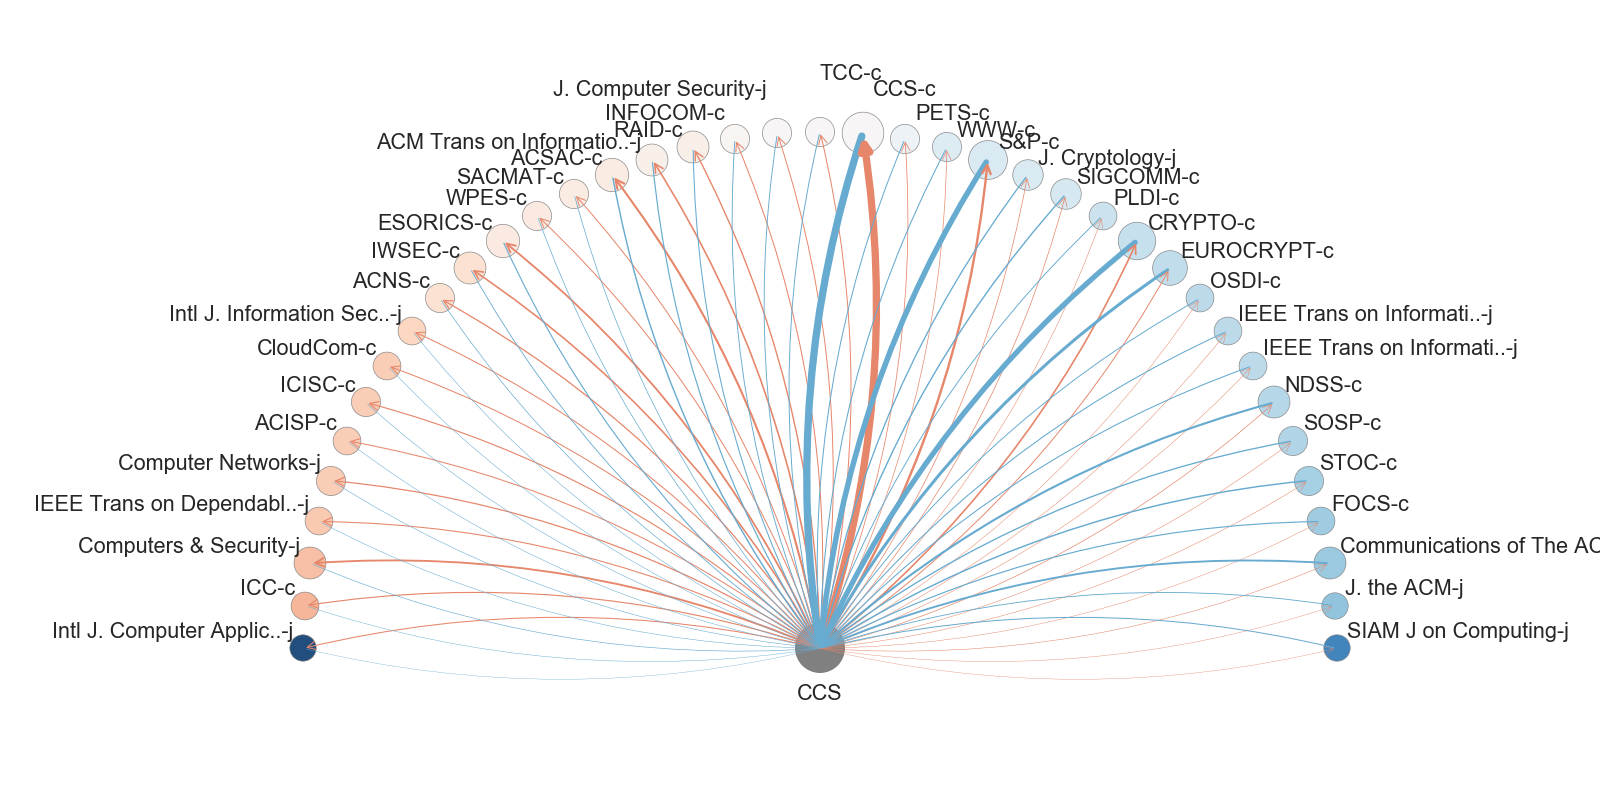 TCC-c
J. Computer Security-j
CCS-c
INFOCOM-c
PETS-c
RAID-c
WWW-c
ACM Trans on Informatio..-j
S&P-c
ACSAC-c
J. Cryptology-j
SACMAT-c
SIGCOMM-c
WPES-c
PLDI-c
ESORICS-c
CRYPTO-c
IWSEC-c
EUROCRYPT-c
ACNS-c
OSDI-c
Intl J. Information Sec..-j
IEEE Trans on Informati..-j
CloudCom-c
IEEE Trans on Informati..-j
ICISC-c
NDSS-c
ACISP-c
SOSP-c
Computer Networks-j
STOC-c
IEEE Trans on Dependabl..-j
FOCS-c
Computers & Security-j
Communications of The AC
ICC-c
J. the ACM-j
Intl J. Computer Applic..-j
SIAM J on Computing-j
CCS